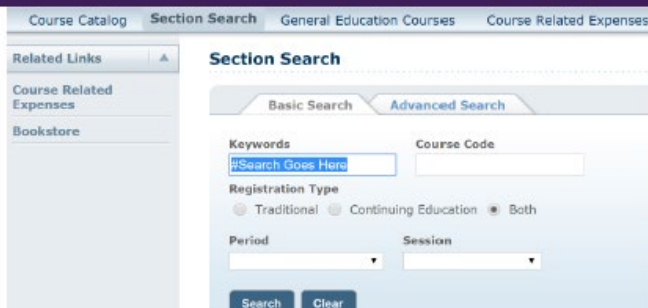 Course Catalog Section Search General Education Courses Course Related Expenses
Related Links
Course Related
Expenses
Bookstore
Section Search
Basic Search Advanced Search
Keywords Course Code
#Search Goes Here
Registration Type
Traditional Continuing Education Both
Period Session
Search Clear